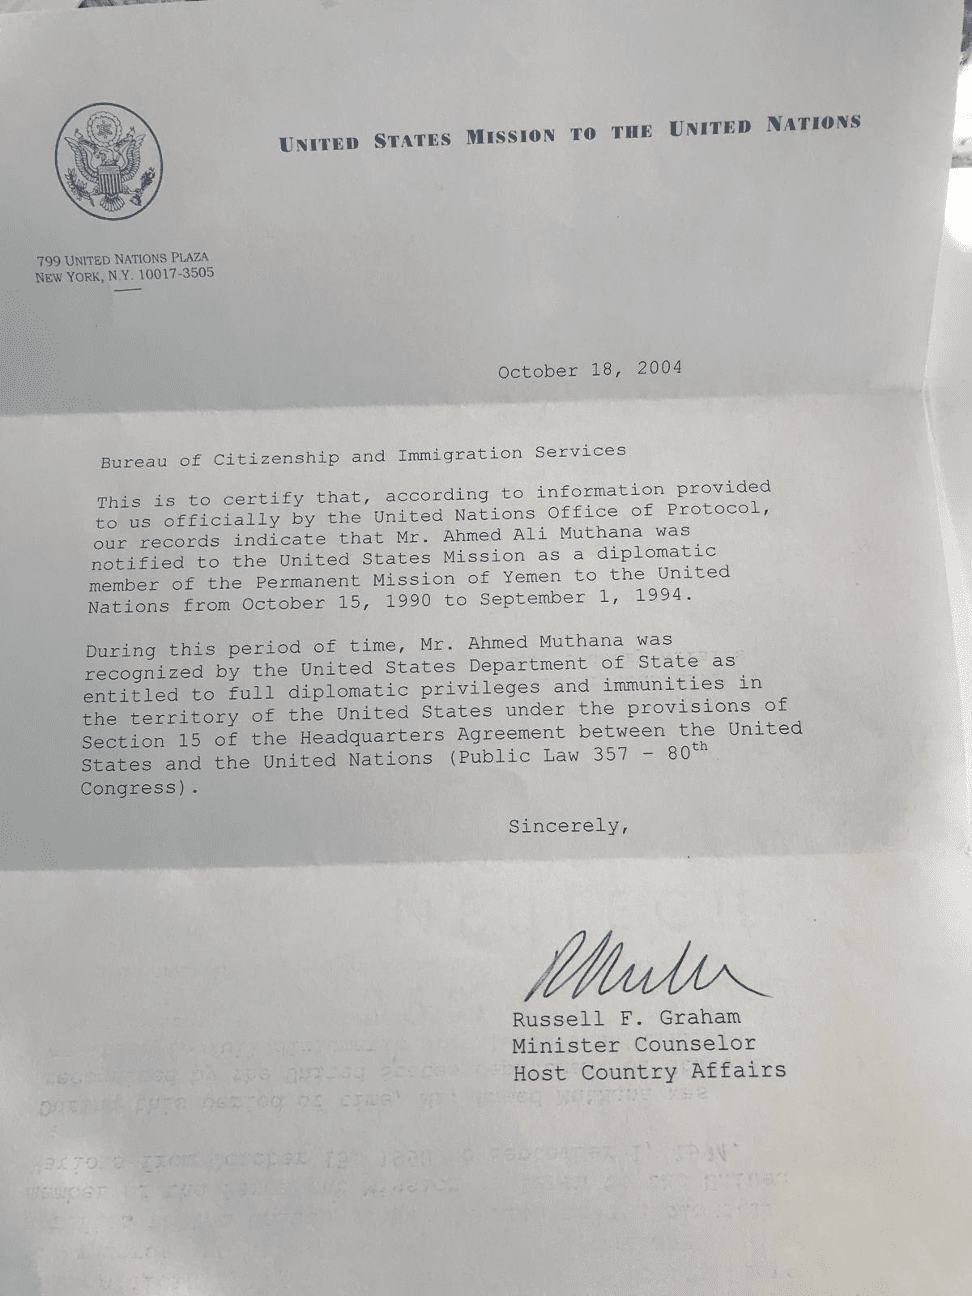 UNITED STATES MISSION TO THE UNITED NATIONS
799 UNITED NATIONS PLAZA
NEW YORK, N.Y. 10017-3505
October 18, 2004
Bureau of Citizenship and Immigration Services
This is to certify that, according to information provided
to us officially by the United Nations Office of Protocol,
our records indicate that Mr. Ahmed Ali Muthana was
notified to the United States Mission as a diplomatic
member of the Permanent Mission of Yemen to the United
Nations from October 15, 1990 to September 1, 1994.
During this period of time, Mr. Ahmed Muthana was
recognized by the United States Department of State as
entitled to full diplomatic privileges and immunities in
the territory of the United States under the provisions of
Section 15 of the Headquarters Agreement between the United
States and the United Nations (Public Law 357 - 80th
Congress).
Sincerely,
Russell F. Graham
Minister Counselor
Host Country Affairs